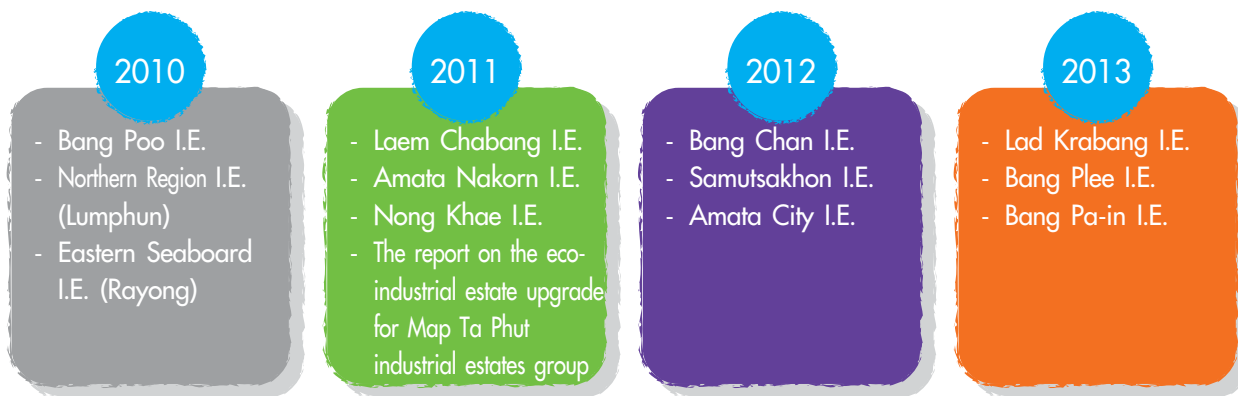 2010
- Bang Poo I.E.
- Northern Region I.E.
(Lumphun)
- Eastern Seaboard
I.E. (Rayong)
2011
- Laem Chabang I.E.
- Amata Nakorn I.E.
- Nong Khae I.E.
- The report on the eco-
industrial estate upgrade
for Map Ta Phut
industrial estates group
2012
- Bang Chan I.E.
- Samutsakhon I.E.
- Amata City I.E.
2013
- Lad Krabang I.E.
- Bang Plee I.E.
- Bang Pa-in I.E.